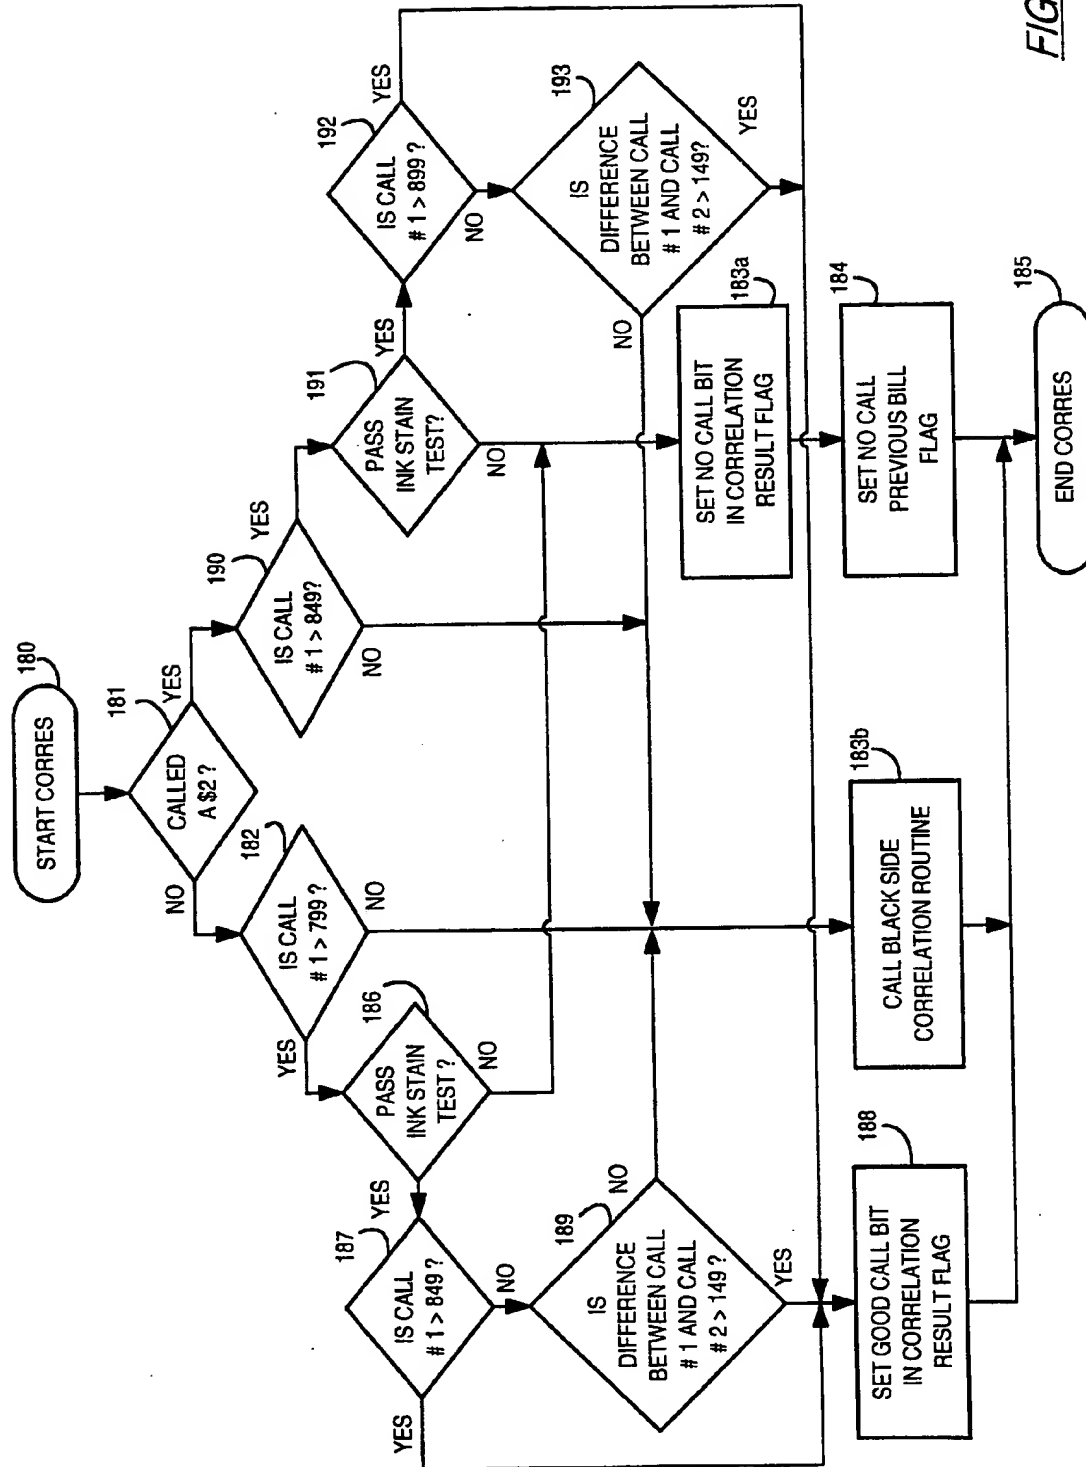 START CORRES
180
CALLED
A $2 ?
181
NO
YES
IS CALL
# 1 > 799 ?
182
YES
NO
IS CALL
# 1 > 849?
190
YES
NO
PASS
INK STAIN
TEST ?
186
YES
NO
PASS
INK STAIN
TEST?
191
YES
NO
IS CALL
# 1 > 849 ?
187
YES
NO
IS CALL
# 1 > 899 ?
192
YES
NO
IS
DIFFERENCE
BETWEEN CALL
# 1 AND CALL
# 2 > 149 ?
189
NO
YES
IS
DIFFERENCE
BETWEEN CALL
# 1 AND CALL
# 2 > 149?
193
NO
YES
SET NO CALL BIT
IN CORRELATION
RESULT FLAG
183a
SET GOOD CALL BIT
IN CORRELATION
RESULT FLAG
188
CALL BLACK SIDE
CORRELATION ROUTINE
183b
SET NO CALL
PREVIOUS BILL
FLAG
184
END CORRES
185
FIG